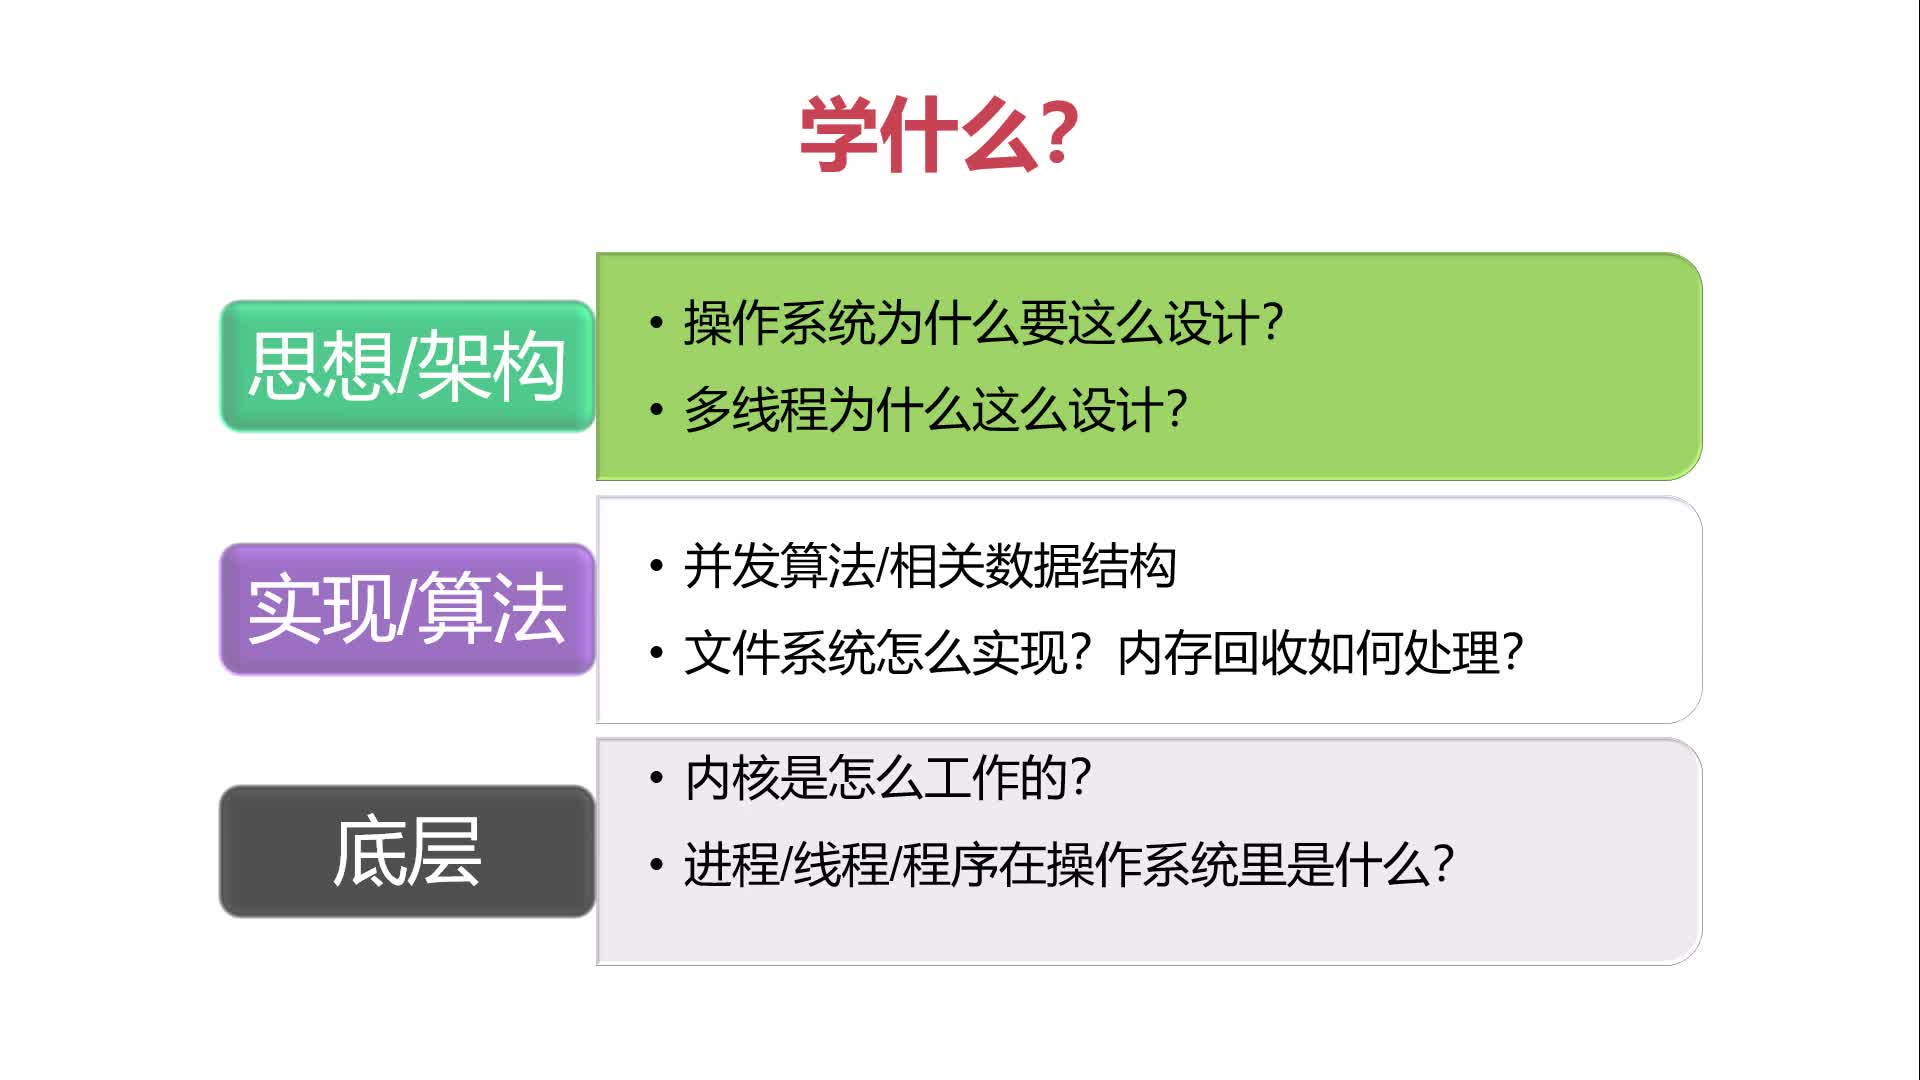 学什么？
思想/架构
• 操作系统为什么要这么设计？
• 多线程为什么这么设计？
实现/算法
• 并发算法/相关数据结构
• 文件系统怎么实现？内存回收如何处理？
底层
• 内核是怎么工作的？
• 进程/线程/程序在操作系统里是什么？